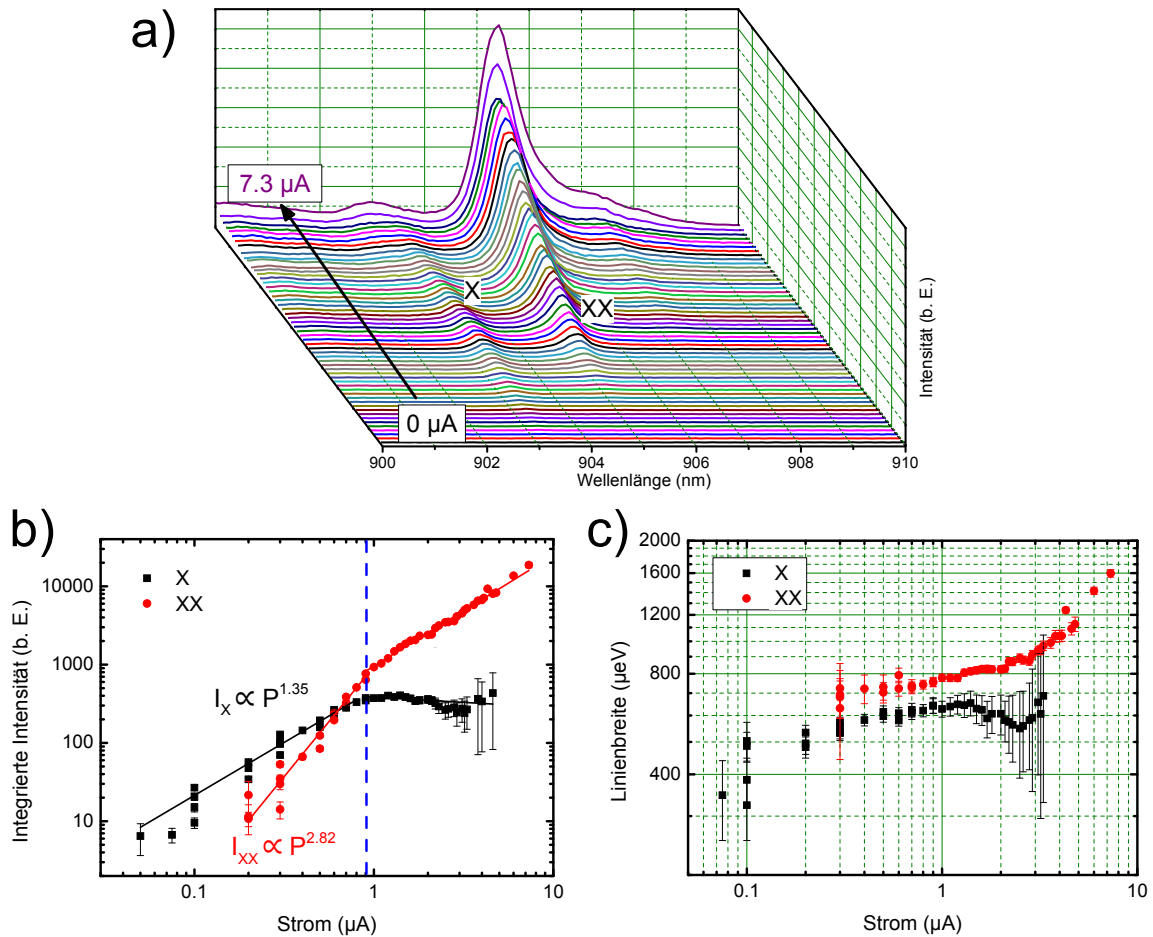 a)
7.3 µA
X
XX
0 µA
Intensität (b. E.)
900 902 904 906 908 910
Wellenlänge (nm)
b)
X
XX
10000
1000
100
10
I_X ∝ P^1.35
I_XX ∝ P^2.82
Integrierte Intensität (b. E.)
0.1 1 10
Strom (µA)
c)
2000
1600
1200
800
400
X
XX
Linienbreite (µeV)
0.1 1 10
Strom (µA)